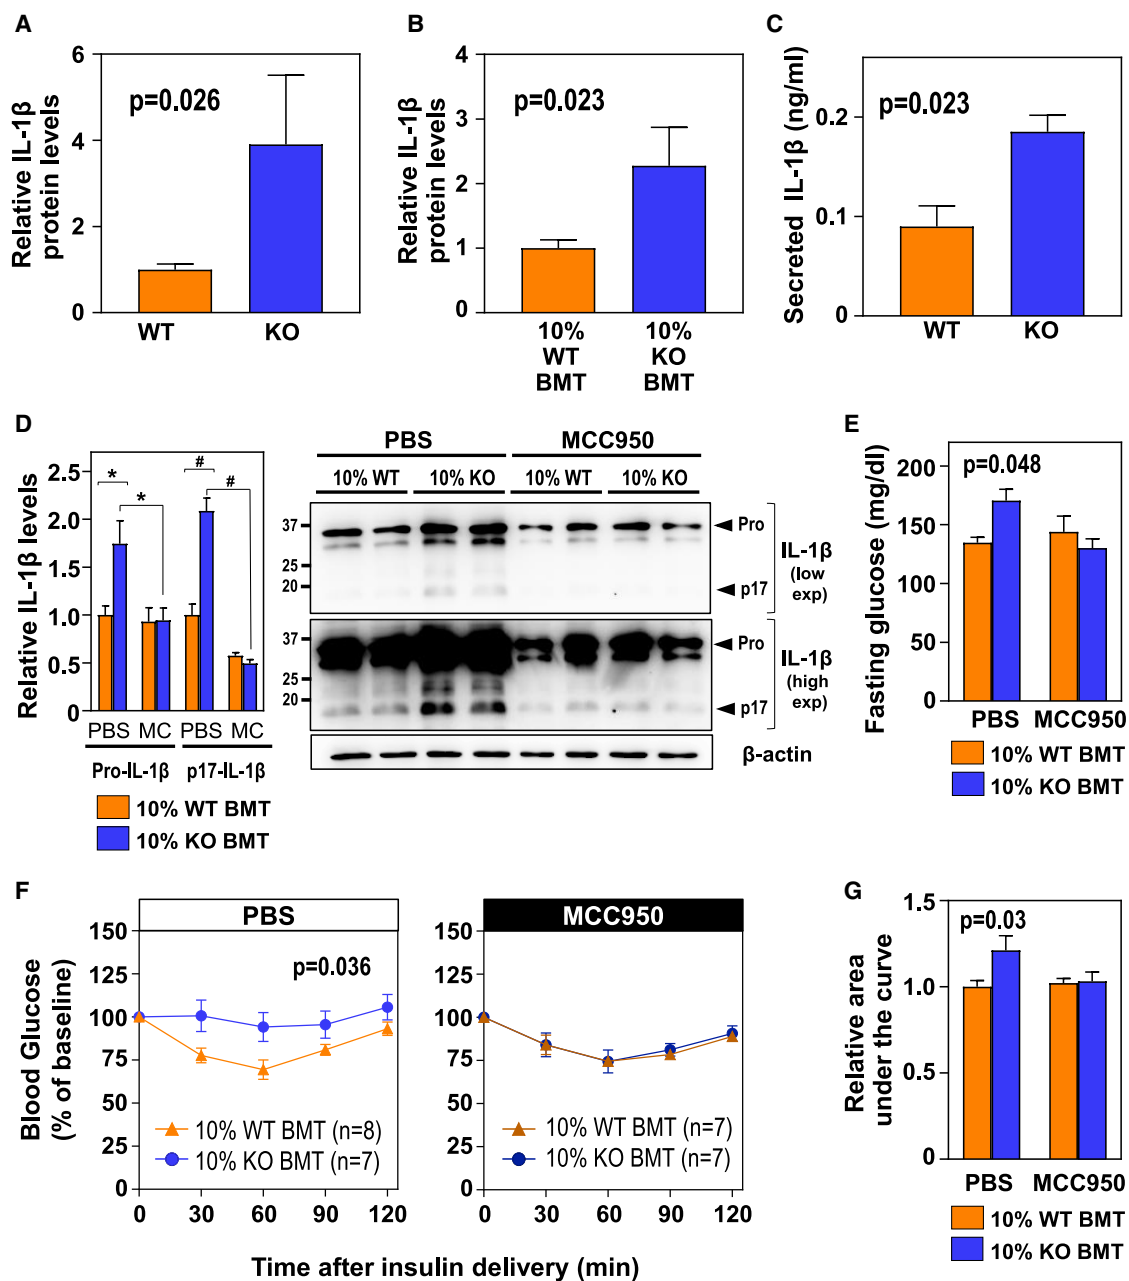 A
Relative IL-1β
protein levels
6
4
2
0
p=0.026
WT
KO
B
Relative IL-1β
protein levels
4
3
2
1
0
p=0.023
10%
WT
BMT
10%
KO
BMT
C
Secreted IL-1β (ng/ml)
0.2
0.1
0
p=0.023
WT
KO
D
Relative IL-1β levels
2.5
2.0
1.5
1.0
0.5
0
*
*
#
#
PBS
MC
PBS
MC
Pro-IL-1β
p17-IL-1β
10% WT BMT
10% KO BMT
PBS
MCC950
10% WT
10% KO
10% WT
10% KO
37
25
20
Pro
p17
IL-1β
(low
exp)
37
25
20
Pro
p17
IL-1β
(high
exp)
β-actin
E
Fasting glucose (mg/dl)
200
150
100
50
0
p=0.048
PBS
MCC950
10% WT BMT
10% KO BMT
F
Blood Glucose
(% of baseline)
PBS
150
125
100
75
50
25
0
p=0.036
10% WT BMT (n=8)
10% KO BMT (n=7)
0
30
60
90
120
MCC950
150
125
100
75
50
25
0
10% WT BMT (n=7)
10% KO BMT (n=7)
0
30
60
90
120
Time after insulin delivery (min)
G
Relative area
under the curve
1.5
1.0
1.5
1.0
p=0.03
PBS
MCC950
10% WT BMT
10% KO BMT